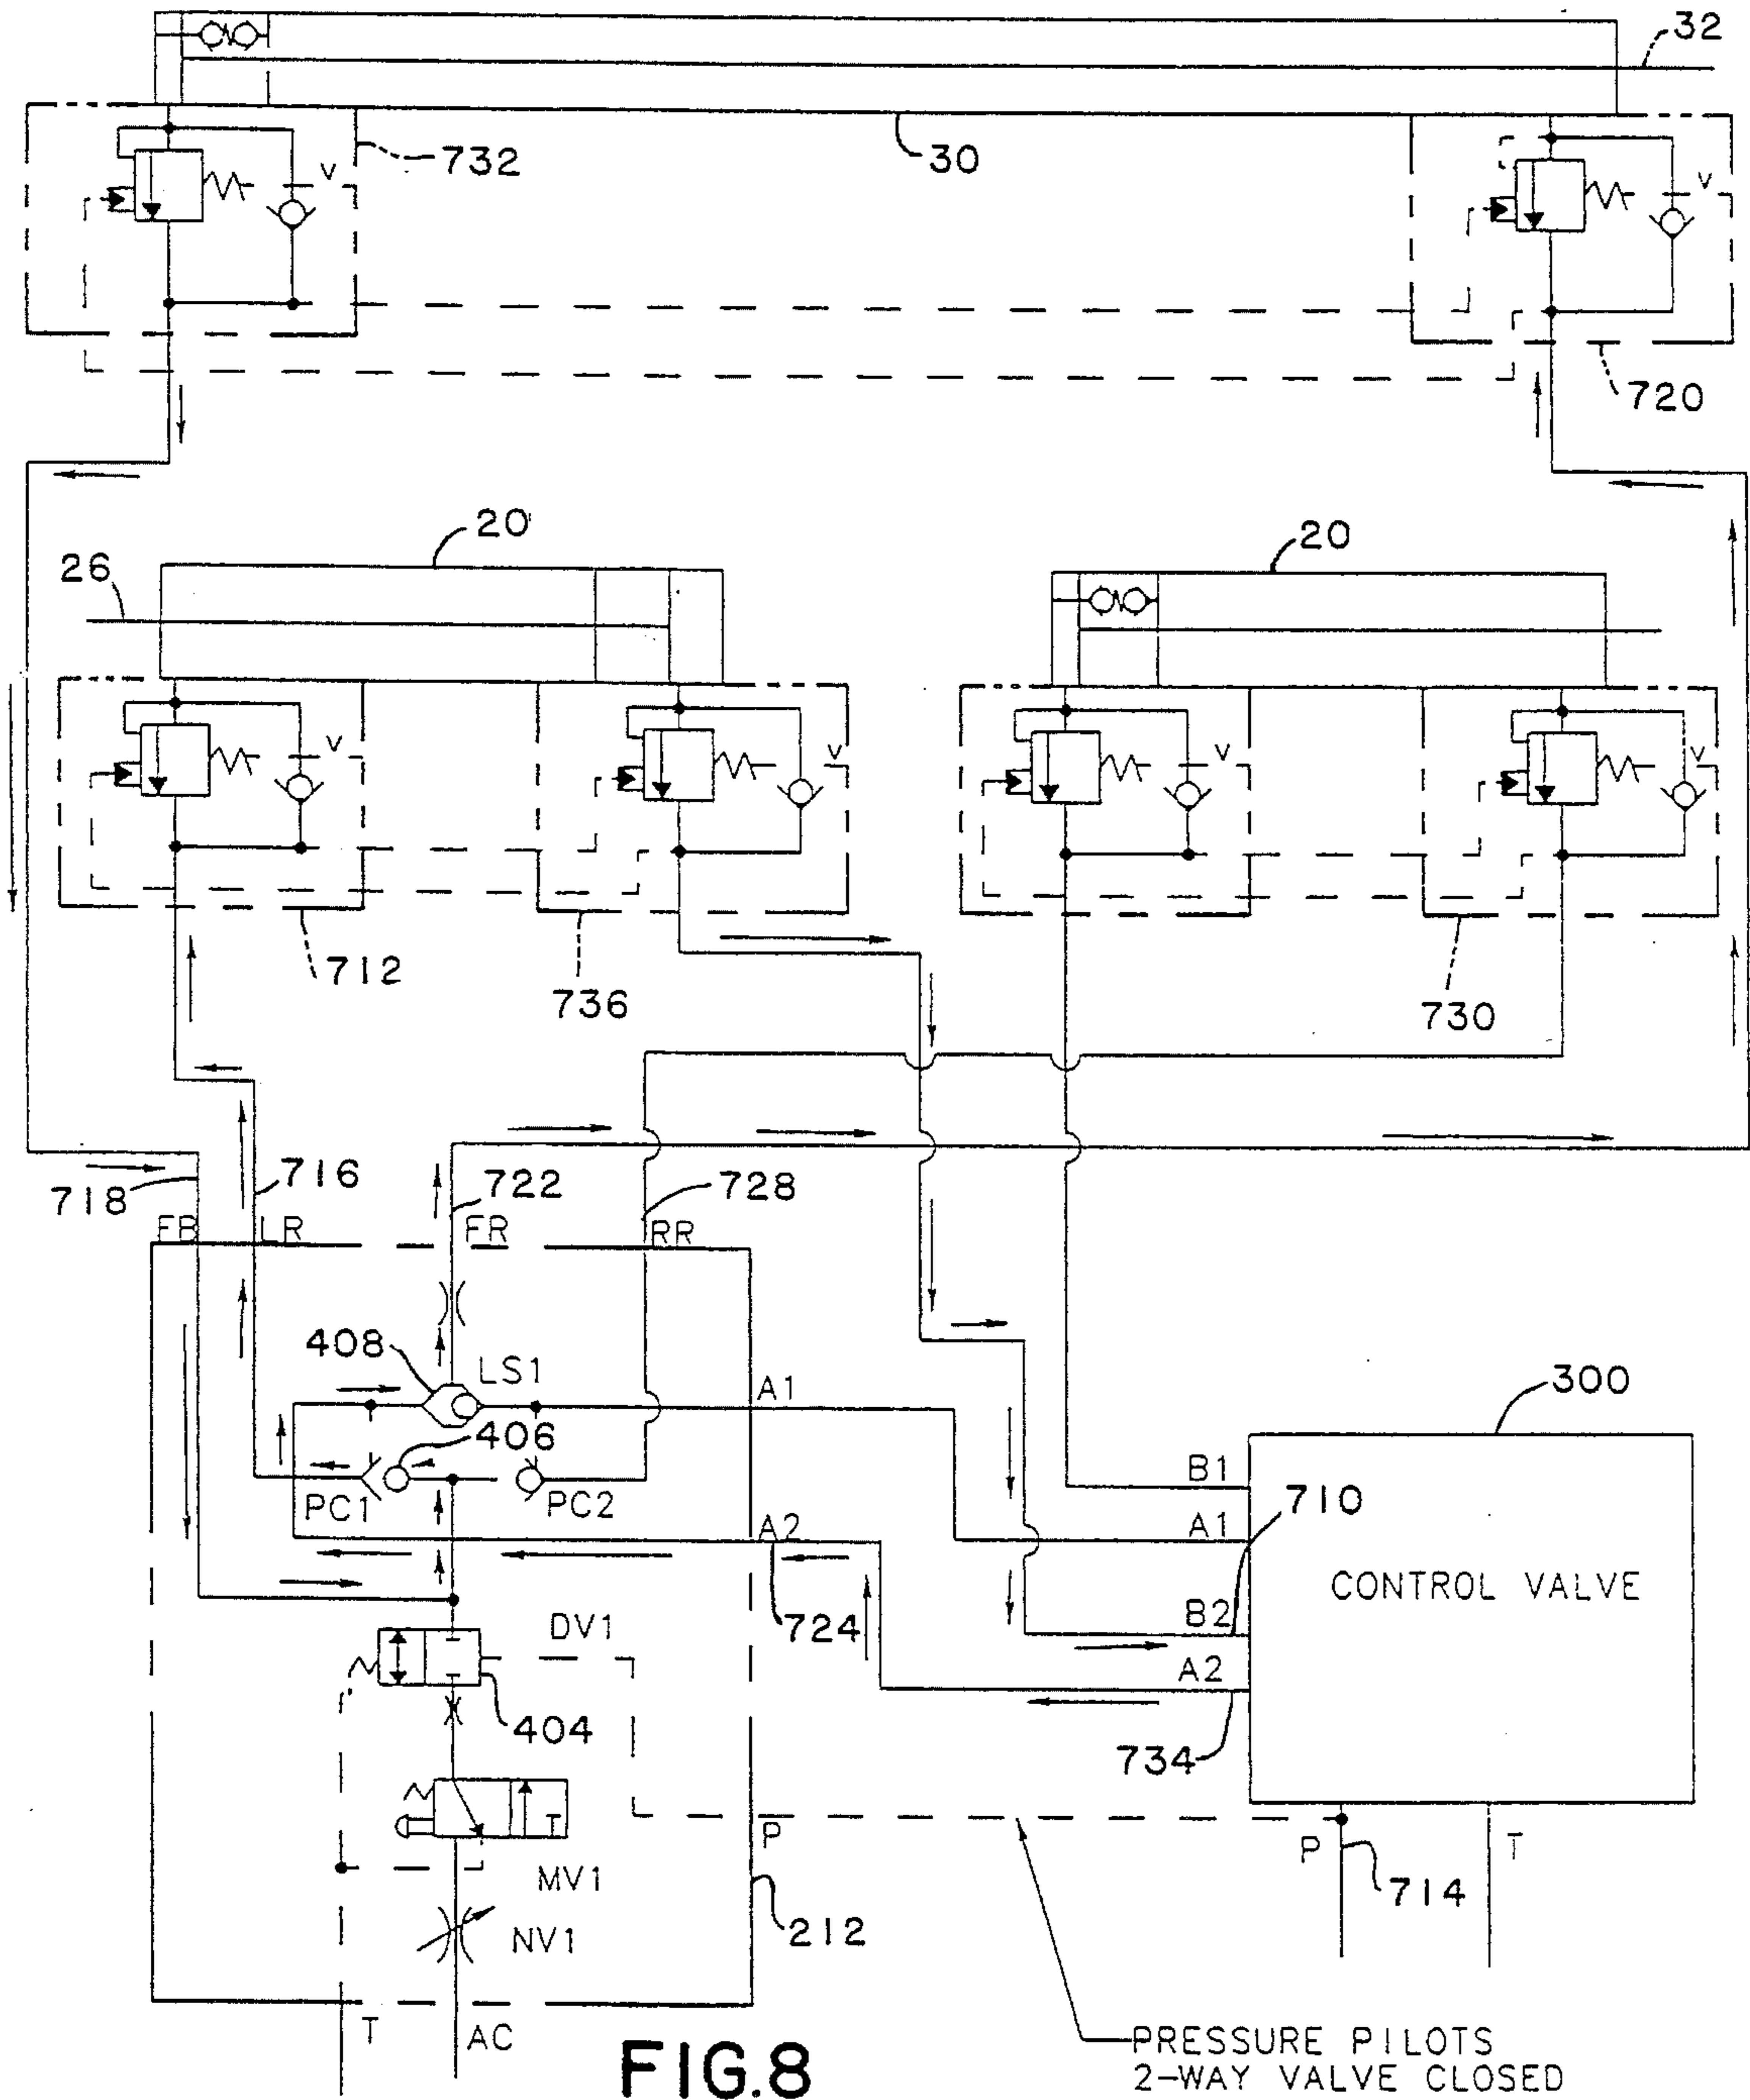 32
732
30
V
V
720
20
20
26
V
V
V
V
712
736
730
718
716
722
728
FB
LR
FR
RR
408
LS1
A1
300
406
PC1
PC2
B1
A1
710
A2
CONTROL VALVE
DV1
724
B2
A2
404
734
T
MV1
P
P
T
714
NV1
212
T
AC
PRESSURE PILOTS
2-WAY VALVE CLOSED
FIG.8